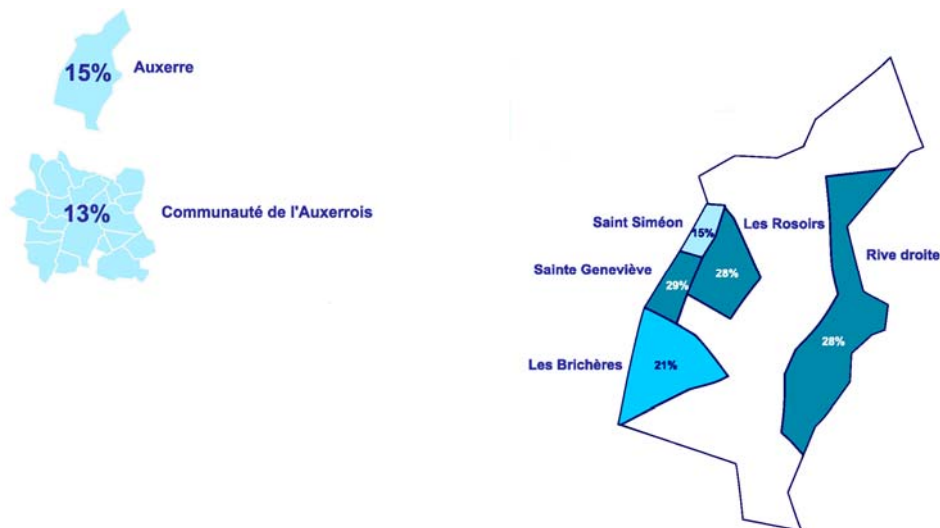 15%
Auxerre
13%
Communauté de l'Auxerrois
Saint Siméon
15%
Les Rosoirs
Sainte Geneviève
29%
28%
Rive droite
28%
Les Brichères
21%